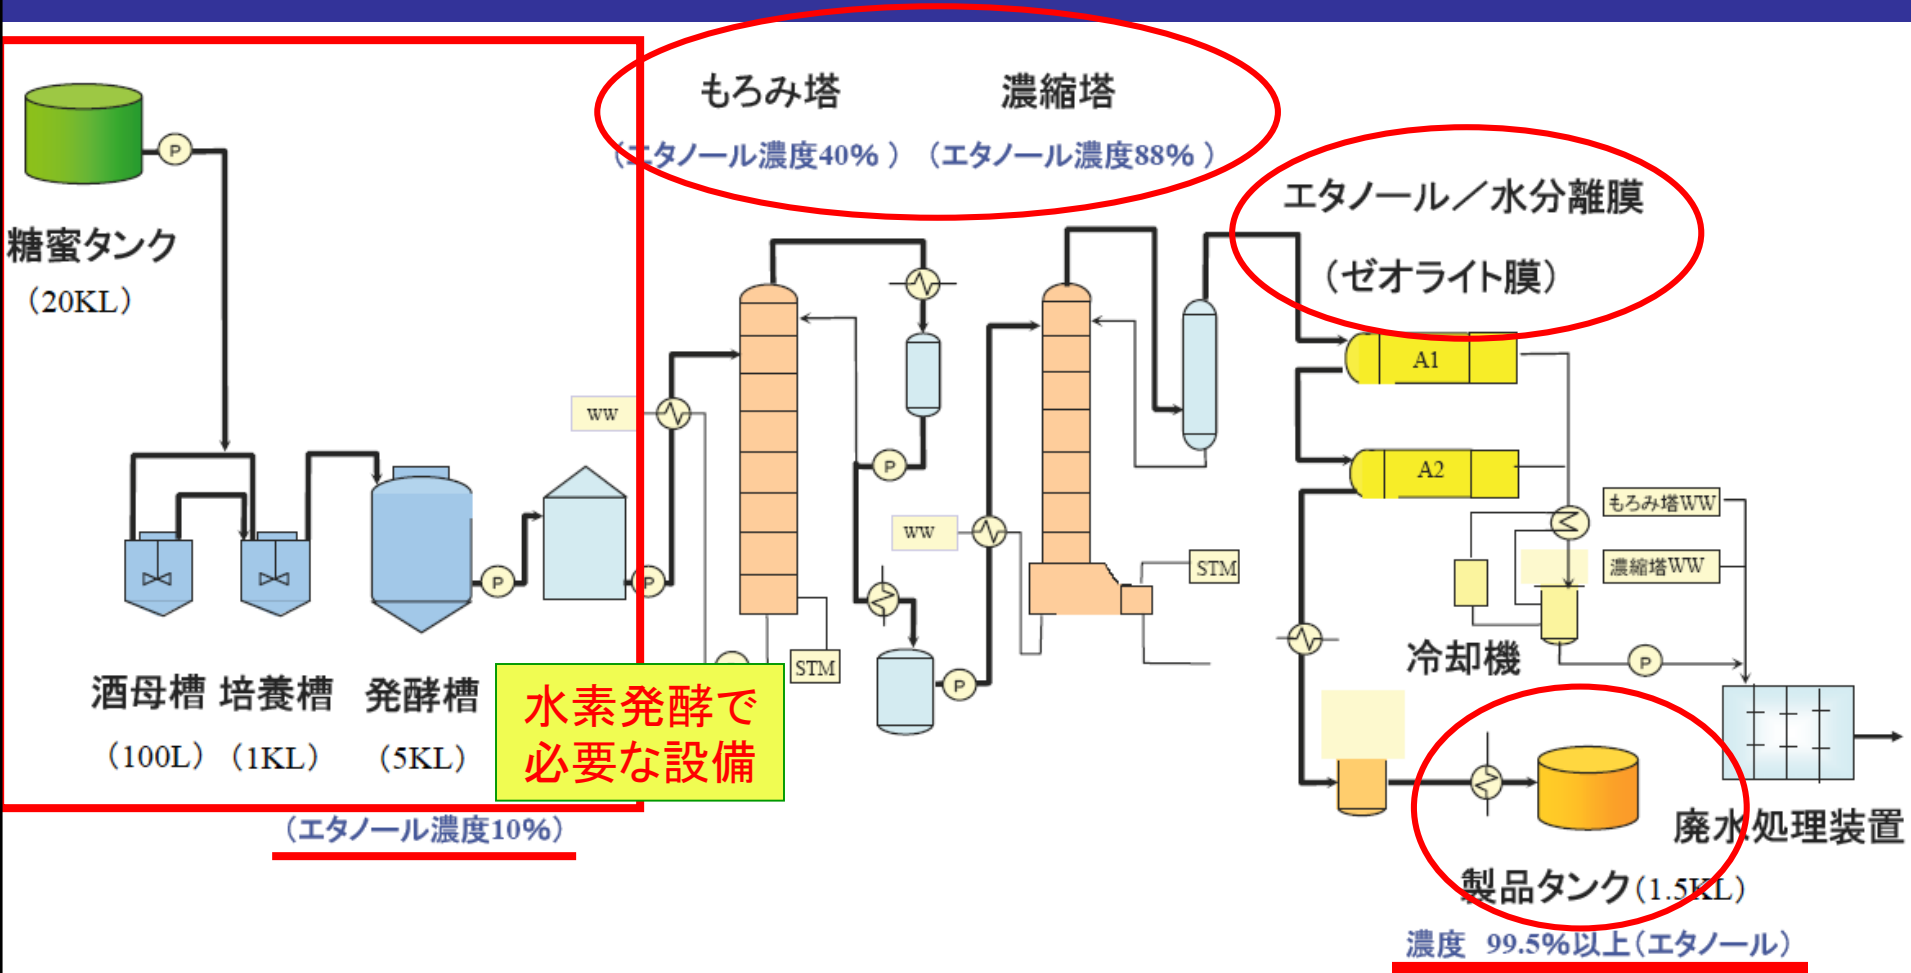 もろみ塔
濃縮塔
（エタノール濃度40%）
（エタノール濃度88%）
P
エタノール／水分離膜
（ゼオライト膜）
糖蜜タンク
（20KL）
A1
WW
P
A2
もろみ塔WW
WW
濃縮塔WW
STM
P
P
STM
P
冷却機
P
酒母槽
培養槽
発酵槽
（100L）
（1KL）
（5KL）
水素発酵で
必要な設備
（エタノール濃度10%）
廃水処理装置
製品タンク（1.5KL）
濃度 99.5%以上（エタノール）